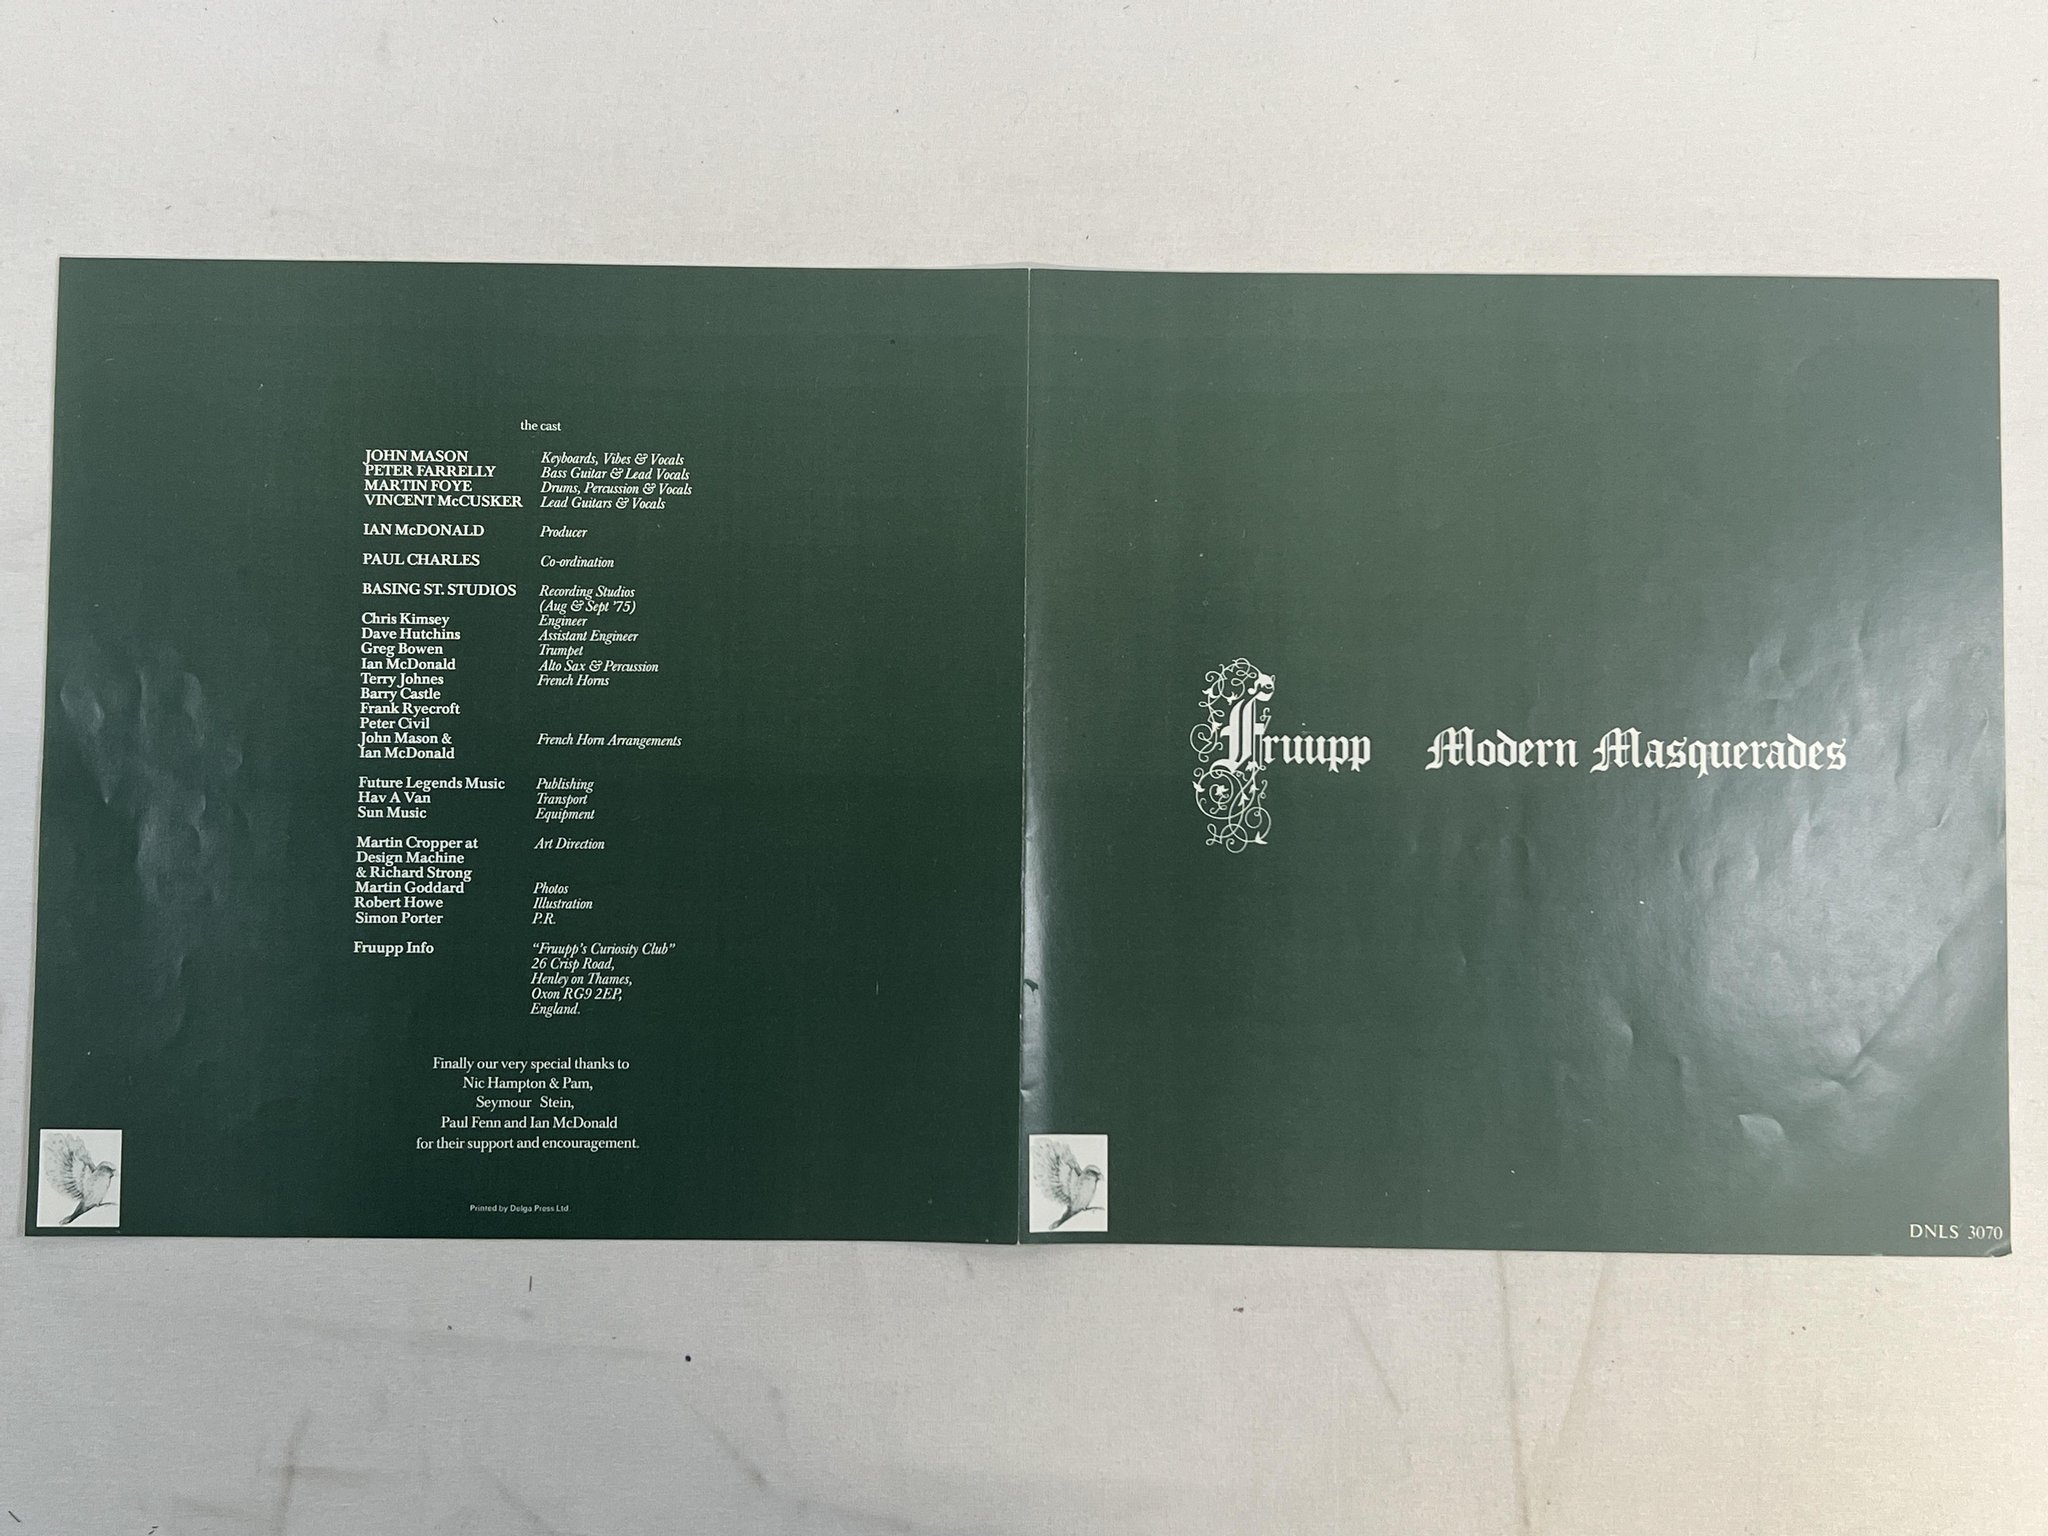 the cast
JOHN MASON Keyboards, Vibes & Vocals
PETER FARRELLY Bass Guitar & Lead Vocals
MARTIN FOYE Drums, Percussion & Vocals
VINCENT McCUSKER Lead Guitars & Vocals
IAN McDONALD Producer
PAUL CHARLES Co-ordination
BASING ST. STUDIOS Recording Studios
(Aug & Sept '75)
Chris Kimsey Engineer
Dave Hutchins Assistant Engineer
Greg Bowen Trumpet
Ian McDonald Alto Sax & Percussion
Terry Johnes French Horns
Barry Castle
Frank Ryecroft
Peter Civil
John Mason & French Horn Arrangements
Ian McDonald
Future Legends Music Publishing
Hav A Van Transport
Sun Music Equipment
Martin Cropper at Art Direction
Design Machine
& Richard Strong
Martin Goddard Photos
Robert Howe Illustration
Simon Porter P.R.
Fruupp Info "Fruupp's Curiosity Club"
26 Crisp Road,
Henley on Thames,
Oxon RG9 2EP,
England.
Finally our very special thanks to
Nic Hampton & Pam,
Seymour Stein,
Paul Fenn and Ian McDonald
for their support and encouragement.
Printed by Delga Press Ltd.
Fruupp Modern Masquerades
DNLS 3070